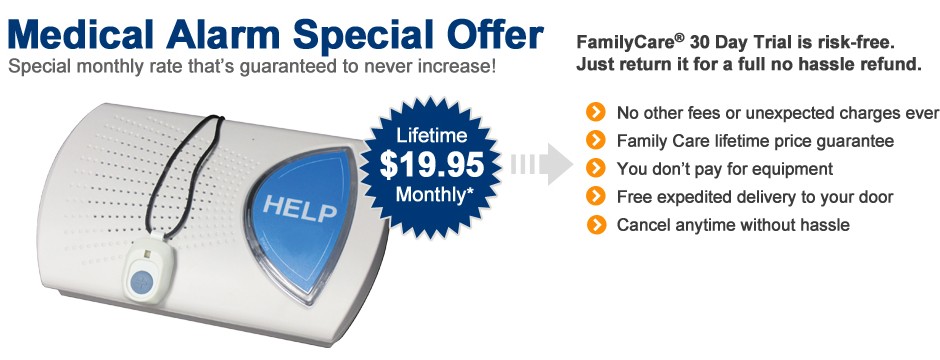 Medical Alarm Special Offer
Special monthly rate that's guaranteed to never increase!
HELP
Lifetime
$19.95
Monthly*
FamilyCare® 30 Day Trial is risk-free.
Just return it for a full no hassle refund.
No other fees or unexpected charges ever
Family Care lifetime price guarantee
You don't pay for equipment
Free expedited delivery to your door
Cancel anytime without hassle